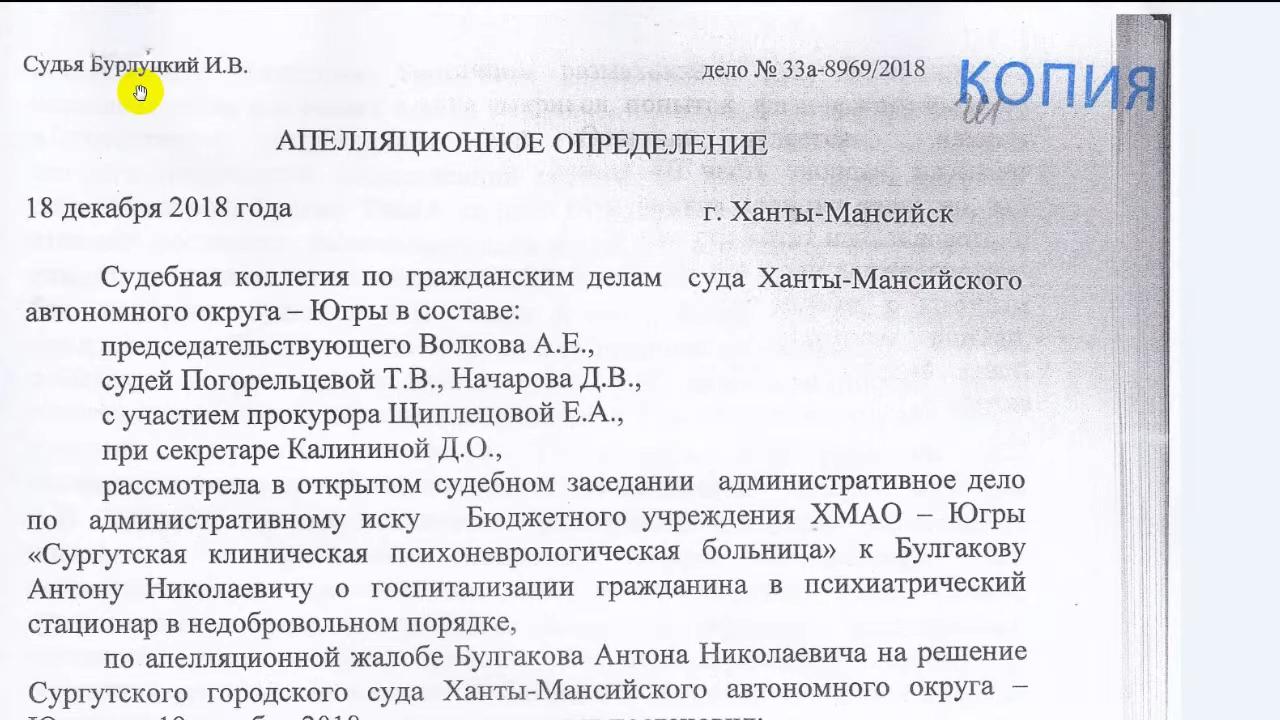 Судья Бурлуцкий И.В.
дело № 33а-8969/2018
КОПИЯ
АПЕЛЛЯЦИОННОЕ ОПРЕДЕЛЕНИЕ
18 декабря 2018 года
г. Ханты-Мансийск
Судебная коллегия по гражданским делам суда Ханты-Мансийского
автономного округа – Югры в составе:
председательствующего Волкова А.Е.,
судей Погорельцевой Т.В., Начарова Д.В.,
с участием прокурора Щиплецовой Е.А.,
при секретаре Калининой Д.О.,
рассмотрела в открытом судебном заседании административное дело
по административному иску Бюджетного учреждения ХМАО – Югры
«Сургутская клиническая психоневрологическая больница» к Булгакову
Антону Николаевичу о госпитализации гражданина в психиатрический
стационар в недобровольном порядке,
по апелляционной жалобе Булгакова Антона Николаевича на решение
Сургутского городского суда Ханты-Мансийского автономного округа –